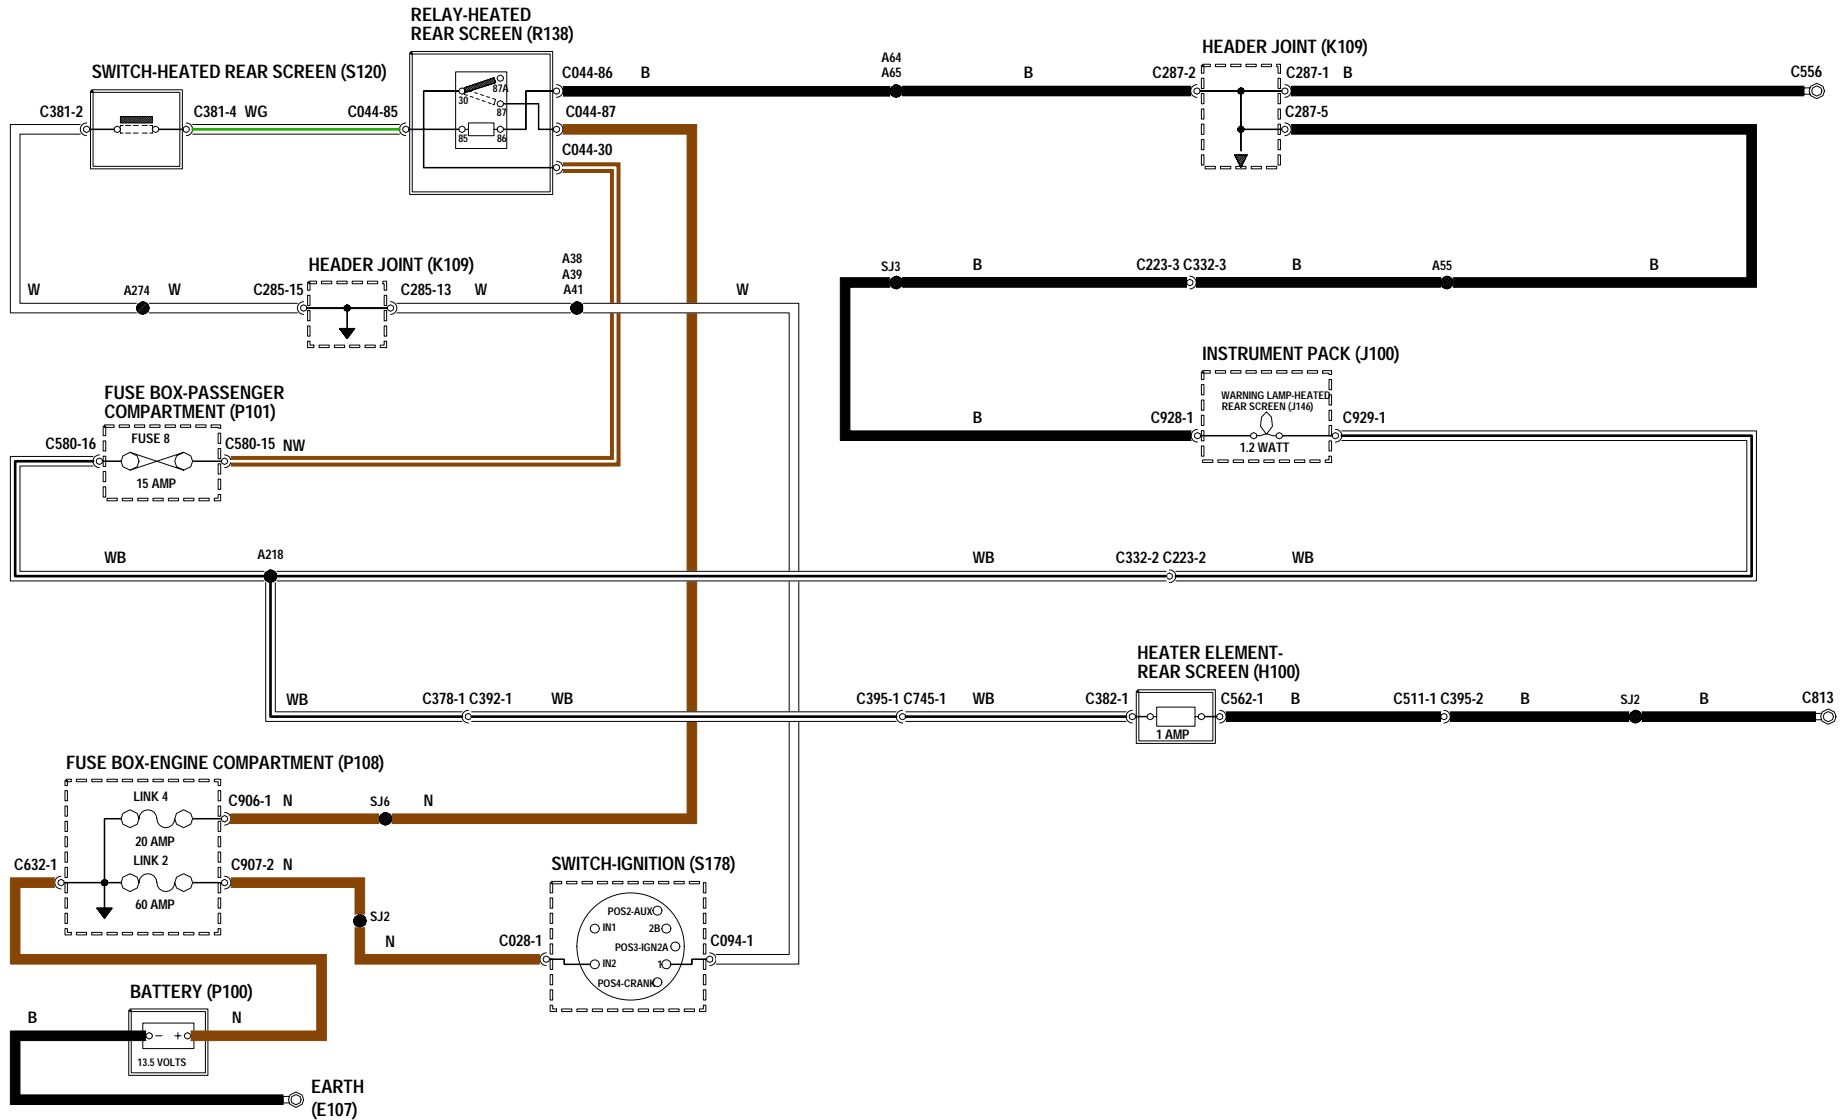 RELAY-HEATED
REAR SCREEN (R138)
SWITCH-HEATED REAR SCREEN (S120)
HEADER JOINT (K109)
C381-2
C381-4 WG
C044-85
30
87A
87
85
86
C044-86 B
C044-87
C044-30
A64
A65
B
C287-2
C287-1 B
C287-5
C556
HEADER JOINT (K109)
W
A274
W
C285-15
C285-13
W
A38
A39
A41
W
SJ3
B
C223-3 C332-3
B
A55
B
INSTRUMENT PACK (J100)
WARNING LAMP-HEATED
REAR SCREEN (J146)
1.2 WATT
B
C928-1
C929-1
FUSE BOX-PASSENGER
COMPARTMENT (P101)
C580-16
FUSE 8
15 AMP
C580-15 NW
WB
A218
WB
C332-2 C223-2
WB
HEATER ELEMENT-
REAR SCREEN (H100)
WB
C378-1 C392-1
WB
C395-1 C745-1
WB
C382-1
1 AMP
C562-1
B
C511-1 C395-2
B
SJ2
B
C813
FUSE BOX-ENGINE COMPARTMENT (P108)
LINK 4
20 AMP
LINK 2
60 AMP
C632-1
C906-1 N
SJ6
N
C907-2 N
SJ2
N
SWITCH-IGNITION (S178)
C028-1
POS2-AUX
IN1
2B
POS3-IGN2A
IN2
1
POS4-CRANK
C094-1
BATTERY (P100)
B
N
- +
13.5 VOLTS
EARTH
(E107)